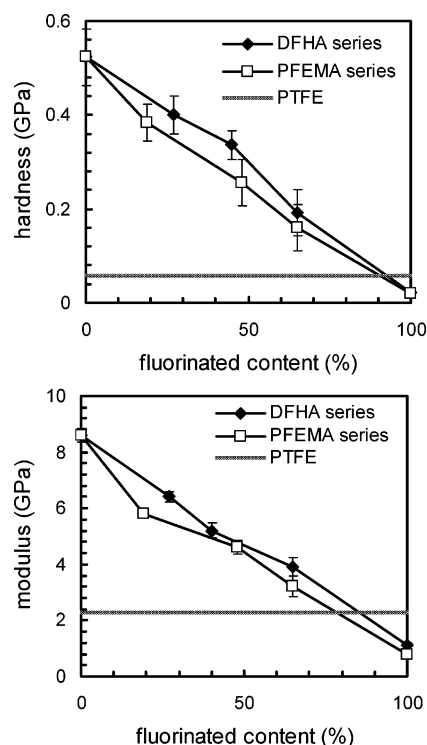 DFHA series
PFEMA series
PTFE
0.6
0.4
0.2
0
hardness (GPa)
0 50 100
fluorinated content (%)
DFHA series
PFEMA series
PTFE
10
8
6
4
2
0
modulus (GPa)
0 50 100
fluorinated content (%)